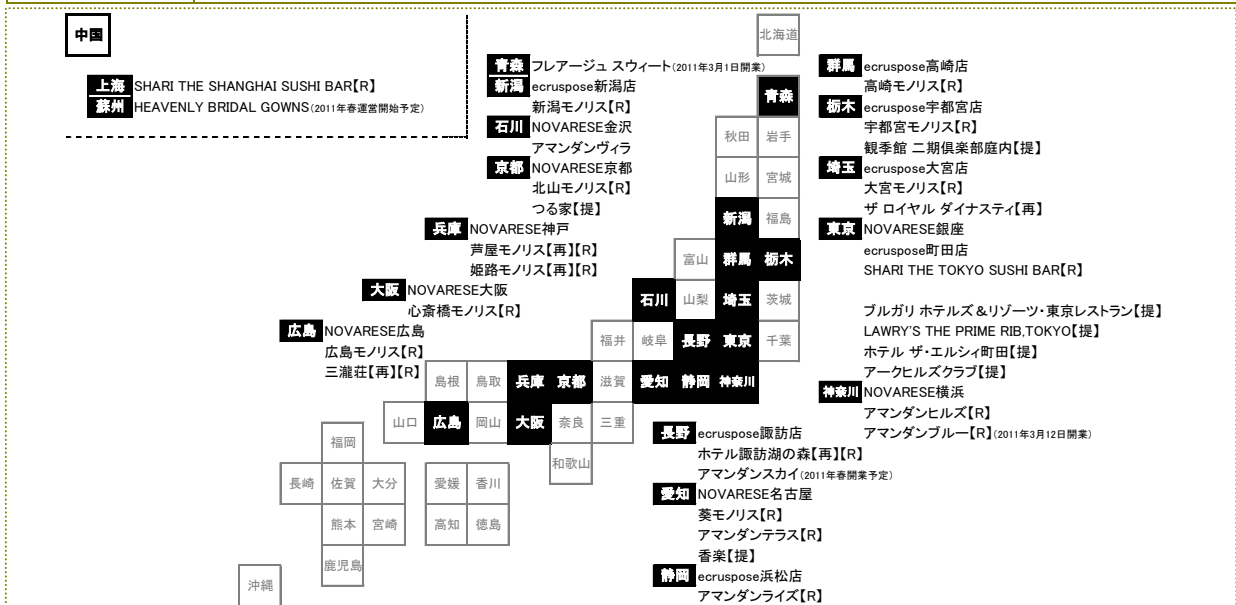 中国
上海 SHARI THE SHANGHAI SUSHI BAR【R】
蘇州 HEAVENLY BRIDAL GOWNS(2011年春運営開始予定)
青森 フレアージュ スウィート(2011年3月1日開業)
新潟 ecruspose新潟店
新潟モノリス【R】
石川 NOVARESE金沢
アマンダンヴィラ
京都 NOVARESE京都
北山モノリス【R】
つる家【提】
兵庫 NOVARESE神戸
芦屋モノリス【再】【R】
姫路モノリス【再】【R】
大阪 NOVARESE大阪
心斎橋モノリス【R】
広島 NOVARESE広島
広島モノリス【R】
三瀧荘【再】【R】
群馬 ecruspose高崎店
高崎モノリス【R】
栃木 ecruspose宇都宮店
宇都宮モノリス【R】
観季館 二期倶楽部庭内【提】
埼玉 ecruspose大宮店
大宮モノリス【R】
ザ ロイヤル ダイナスティ【再】
東京 NOVARESE銀座
ecruspose町田店
SHARI THE TOKYO SUSHI BAR【R】
ブルガリ ホテルズ&リゾーツ・東京レストラン【提】
LAWRY'S THE PRIME RIB,TOKYO【提】
ホテル ザ・エルシィ町田【提】
アークヒルズクラブ【提】
神奈川 NOVARESE横浜
アマンダンヒルズ【R】
アマンダンブルー【R】(2011年3月12日開業)
長野 ecruspose諏訪店
ホテル諏訪湖の森【再】【R】
アマンダンスカイ(2011年春開業予定)
愛知 NOVARESE名古屋
葵モノリス【R】
アマンダンテラス【R】
香楽【提】
静岡 ecruspose浜松店
アマンダンライズ【R】
北海道
青森
秋田 岩手
山形 宮城
新潟 福島
富山 群馬 栃木
石川 山梨 埼玉 茨城
福井 岐阜 長野 東京 千葉
島根 鳥取 兵庫 京都 滋賀 愛知 静岡 神奈川
山口 広島 岡山 大阪 奈良 三重
和歌山
福岡
長崎 佐賀 大分 愛媛 香川
熊本 宮崎 高知 徳島
鹿児島
沖縄